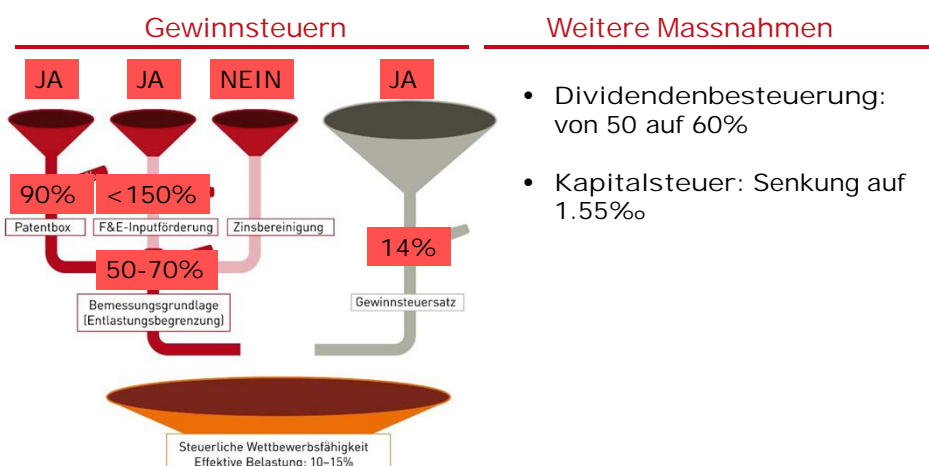 Gewinnsteuern
Weitere Massnahmen
JA
JA
NEIN
JA
90%
<150%
Patentbox
F&E-Inputförderung
Zinsbereinigung
14%
50-70%
Bemessungsgrundlage
(Entlastungsbegrenzung)
Gewinnsteuersatz
Steuerliche Wettbewerbsfähigkeit
Effektive Belastung: 10–15%
• Dividendenbesteuerung:
von 50 auf 60%
• Kapitalsteuer: Senkung auf
1.55‰